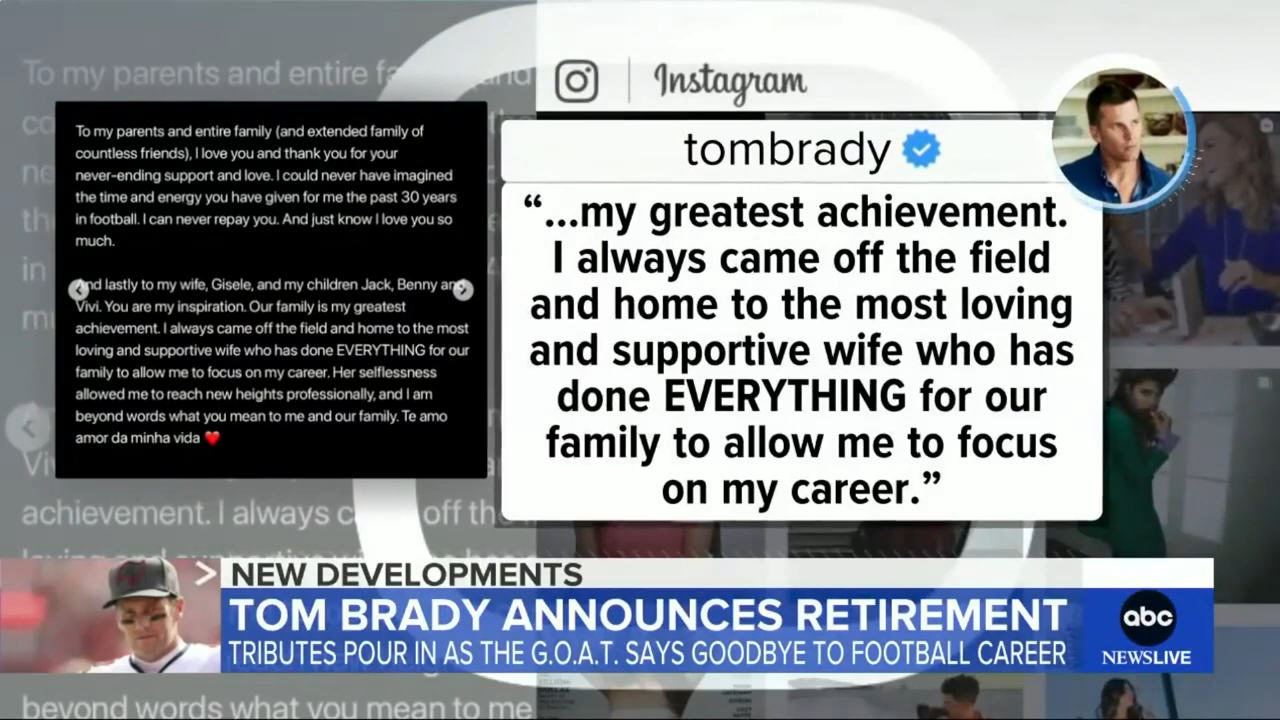 To my parents and entire fa
Instagram
tombrady
To my parents and entire family (and extended family of
countless friends), I love you and thank you for your
never-ending support and love. I could never have imagined
the time and energy you have given for me the past 30 years
in football. I can never repay you. And just know I love you so
much.
And lastly to my wife, Gisele, and my children Jack, Benny and
Vivi. You are my inspiration. Our family is my greatest
achievement. I always came off the field and home to the most
loving and supportive wife who has done EVERYTHING for our
family to allow me to focus on my career. Her selflessness
allowed me to reach new heights professionally, and I am
beyond words what you mean to me and our family. Te amo
amor da minha vida ❤️
“...my greatest achievement.
I always came off the field
and home to the most loving
and supportive wife who has
done EVERYTHING for our
family to allow me to focus
on my career.”
achievement. I always c off th
NEW DEVELOPMENTS
TOM BRADY ANNOUNCES RETIREMENT
TRIBUTES POUR IN AS THE G.O.A.T. SAYS GOODBYE TO FOOTBALL CAREER
abc
NEWSLIVE
beyond words what you mean to me